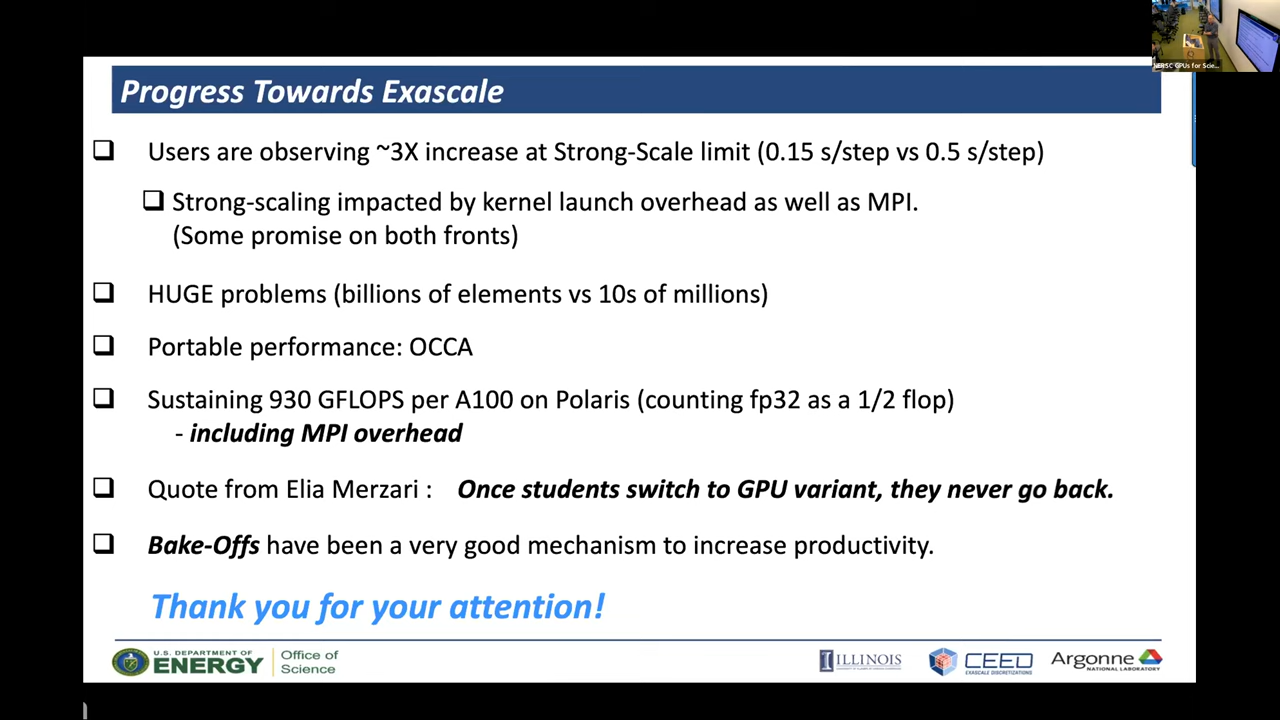 NERSC GPUs for Scie...
Progress Towards Exascale
Users are observing ~3X increase at Strong-Scale limit (0.15 s/step vs 0.5 s/step)
Strong-scaling impacted by kernel launch overhead as well as MPI.
(Some promise on both fronts)
HUGE problems (billions of elements vs 10s of millions)
Portable performance: OCCA
Sustaining 930 GFLOPS per A100 on Polaris (counting fp32 as a 1/2 flop)
- including MPI overhead
Quote from Elia Merzari : Once students switch to GPU variant, they never go back.
Bake-Offs have been a very good mechanism to increase productivity.
Thank you for your attention!
U.S. DEPARTMENT OF
ENERGY
Office of
Science
ILLINOIS
CEED
EXASCALE DISCRETIZATIONS
Argonne
NATIONAL LABORATORY